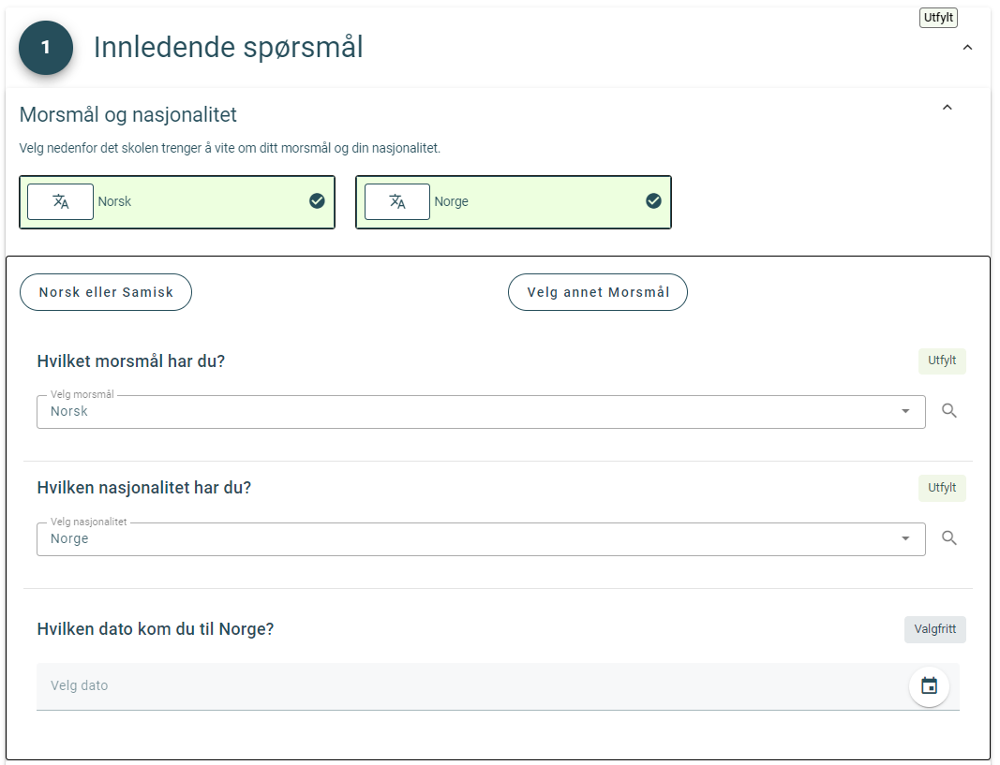 Utfylt
1
Innledende spørsmål
Morsmål og nasjonalitet
Velg nedenfor det skolen trenger å vite om ditt morsmål og din nasjonalitet.
Norsk
Norge
Norsk eller Samisk
Velg annet Morsmål
Hvilket morsmål har du?
Utfylt
Velg morsmål
Norsk
Hvilken nasjonalitet har du?
Utfylt
Velg nasjonalitet
Norge
Hvilken dato kom du til Norge?
Valgfritt
Velg dato